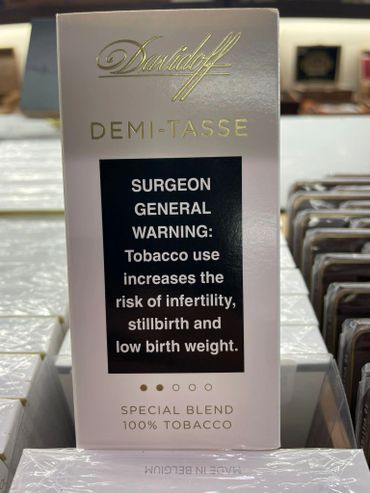 Davidoff
DEMI-TASSE
SURGEON
GENERAL
WARNING:
Tobacco use
increases the
risk of infertility,
stillbirth and
low birth weight.
SPECIAL BLEND
100% TOBACCO
MADE IN BELGIUM